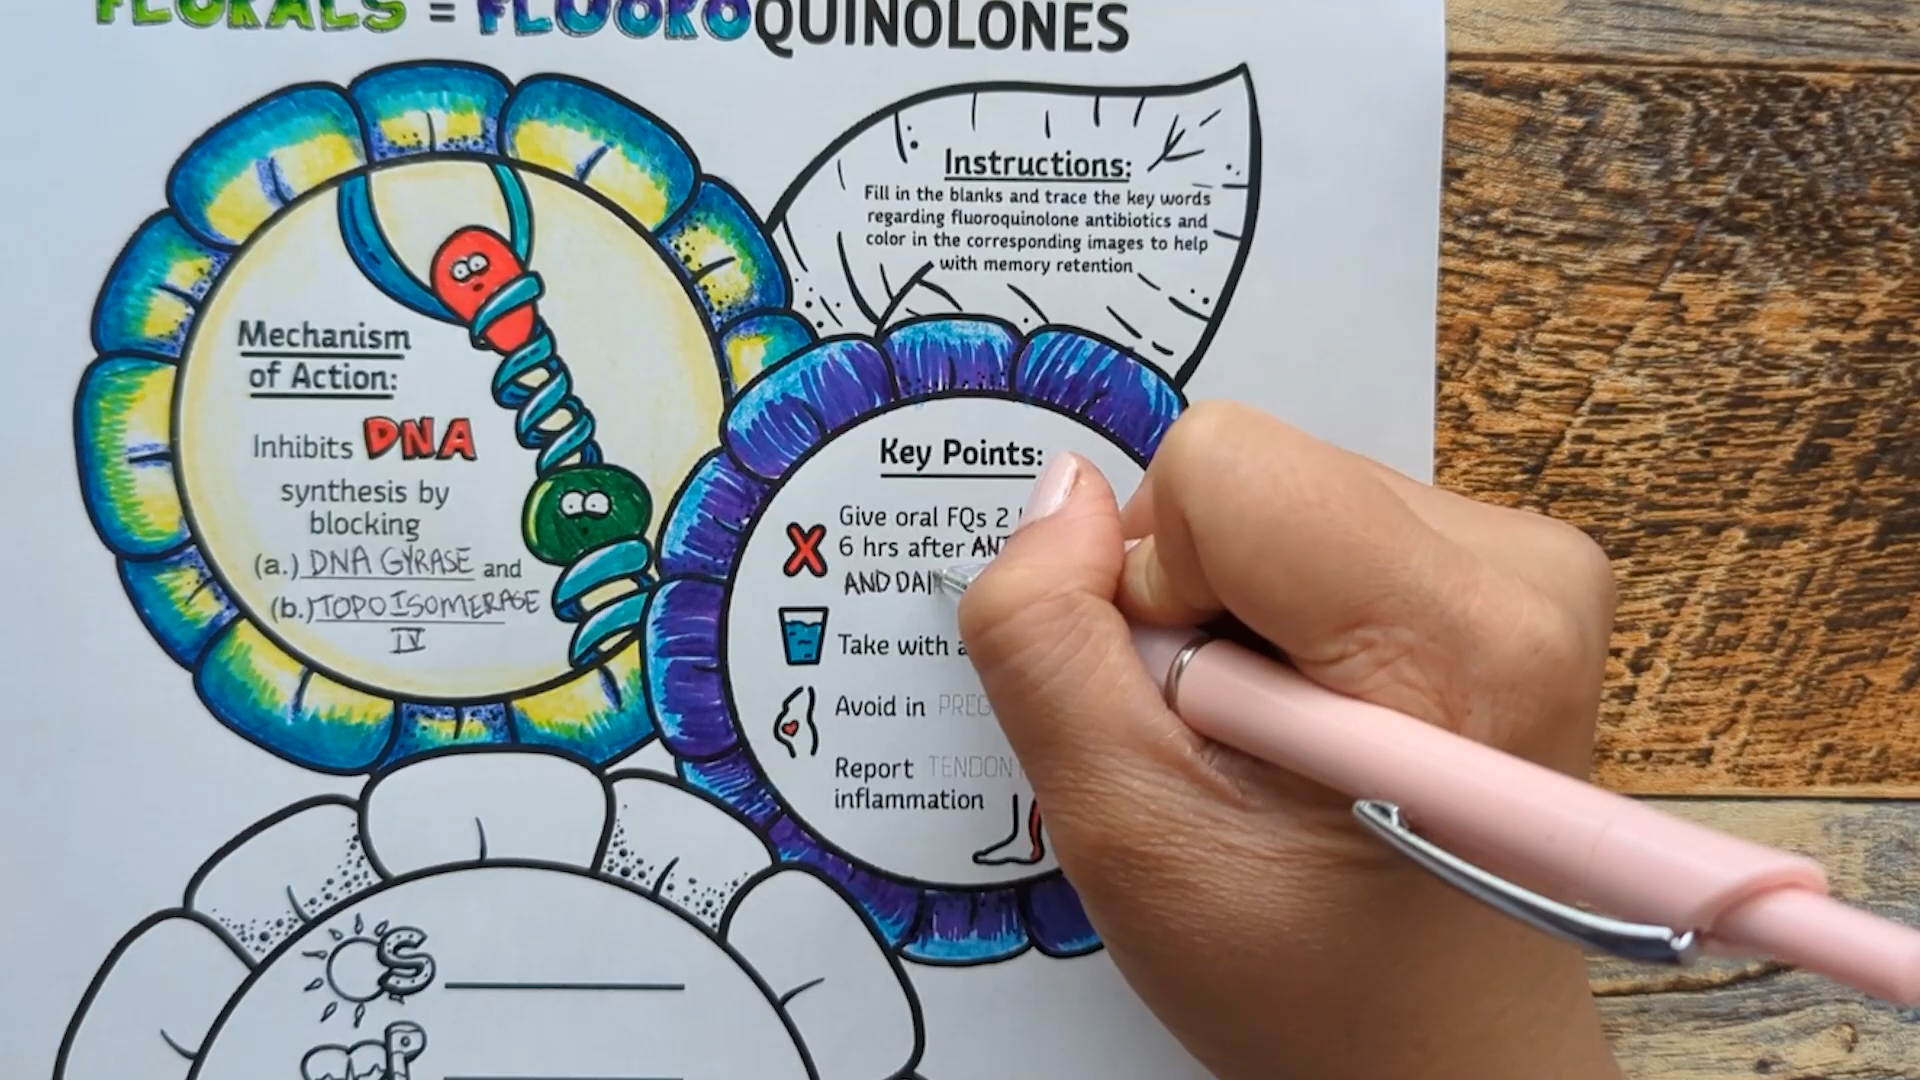 FLORALS = FLUOROQUINOLONES
Instructions:
Fill in the blanks and trace the key words
regarding fluoroquinolone antibiotics and
color in the corresponding images to help
with memory retention
Mechanism
of Action:
Inhibits DNA
synthesis by
blocking
(a.) DNA GYRASE and
(b.) TOPOISOMERASE
IV
Key Points:
Give oral FQs 2
6 hrs after
AND
Take with
Avoid in
Report TENDON
inflammation
S
P